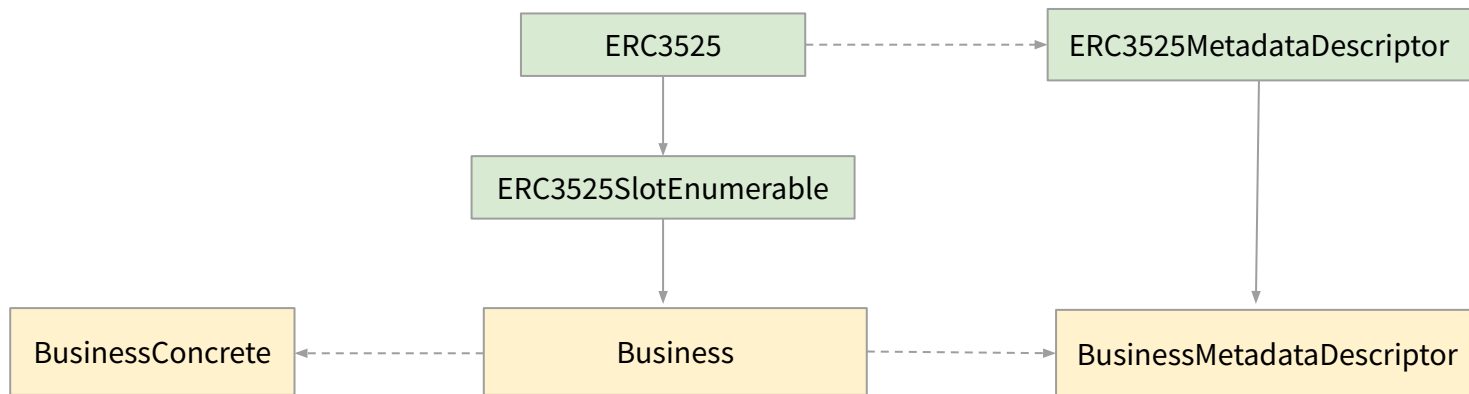 ERC3525
ERC3525MetadataDescriptor
ERC3525SlotEnumerable
BusinessConcrete
Business
BusinessMetadataDescriptor